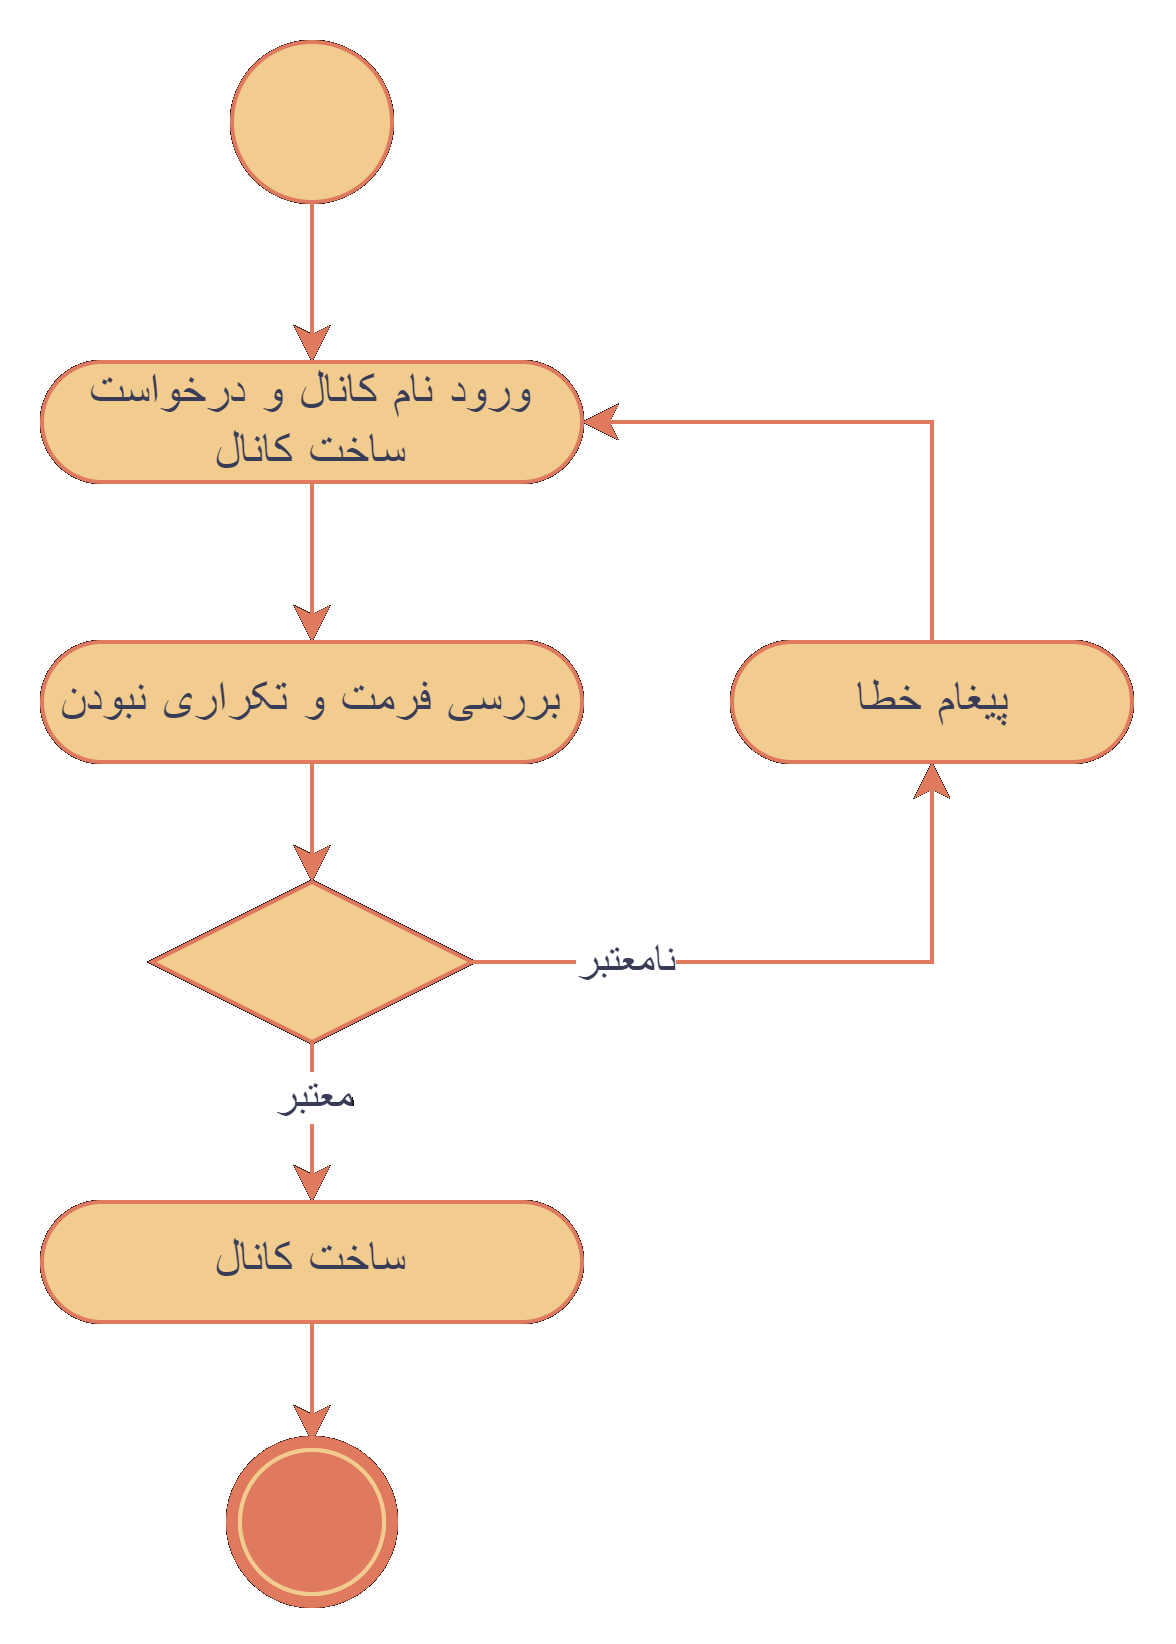 ورود نام کانال و درخواست
ساخت کانال
بررسی فرمت و تکراری نبودن
پیغام خطا
نامعتبر
معتبر
ساخت کانال